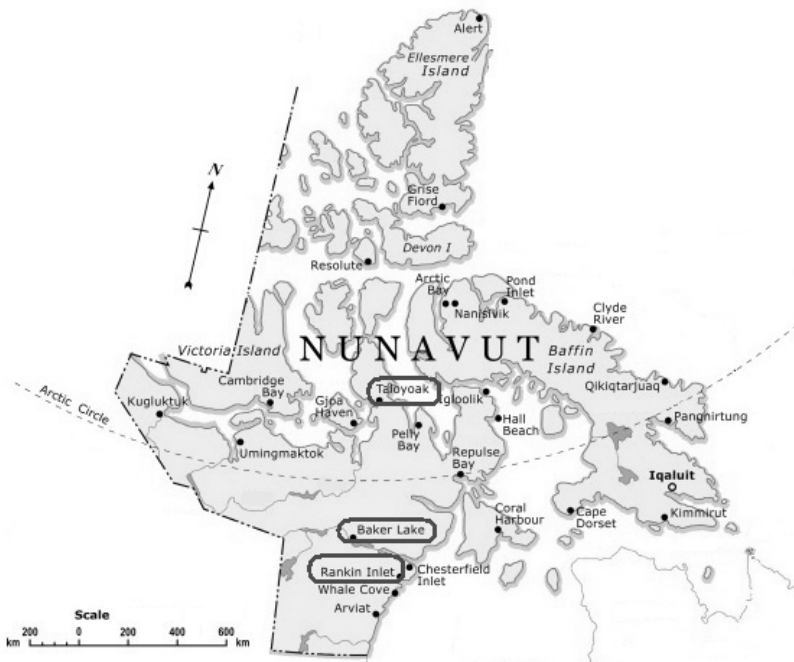 Alert
Ellesmere
Island
N
Grise
Fiord
Devon I
Resolute
Arctic
Bay
Pond
Inlet
Nanisivik
Clyde
River
Victoria Island
NUNAVUT
Baffin
Island
Cambridge
Bay
Taloyoak
Qikiqtarjuaq
Arctic Circle
Kugluktuk
Gjoa
Haven
Igloolik
Hall
Beach
Pangnirtung
Umingmaktok
Pelly
Bay
Repulse
Bay
Iqaluit
Baker Lake
Coral
Harbour
Cape
Dorset
Kimmirut
Rankin Inlet
Chesterfield
Inlet
Whale Cove
Arviat
Scale
km 200 0 200 400 600 km